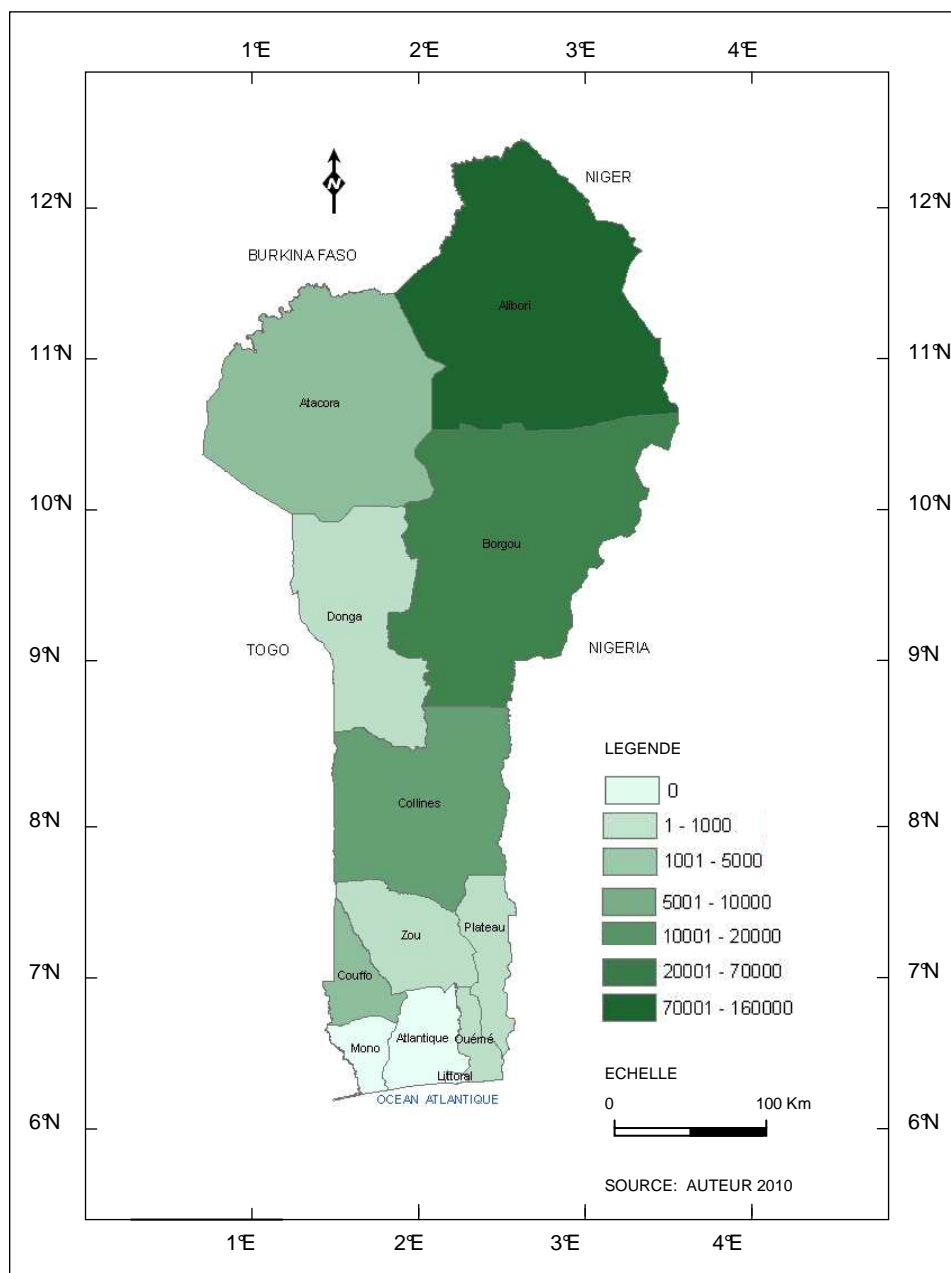 1°E 2°E 3°E 4°E
NIGER
12°N 12°N
BURKINA FASO
N
Alibori
11°N 11°N
Atacora
10°N 10°N
Borgou
Donga
TOGO NIGERIA
9°N 9°N
LEGENDE
0
Collines
8°N 1 - 1000 8°N
1001 - 5000
5001 - 10000
Plateau
Zou 10001 - 20000
7°N 20001 - 70000 7°N
Couffo
70001 - 160000
Atlantique Ouémé
Mono
Littoral ECHELLE
OCEAN ATLANTIQUE 0 100 Km
6°N 6°N
SOURCE: AUTEUR 2010
1°E 2°E 3°E 4°E